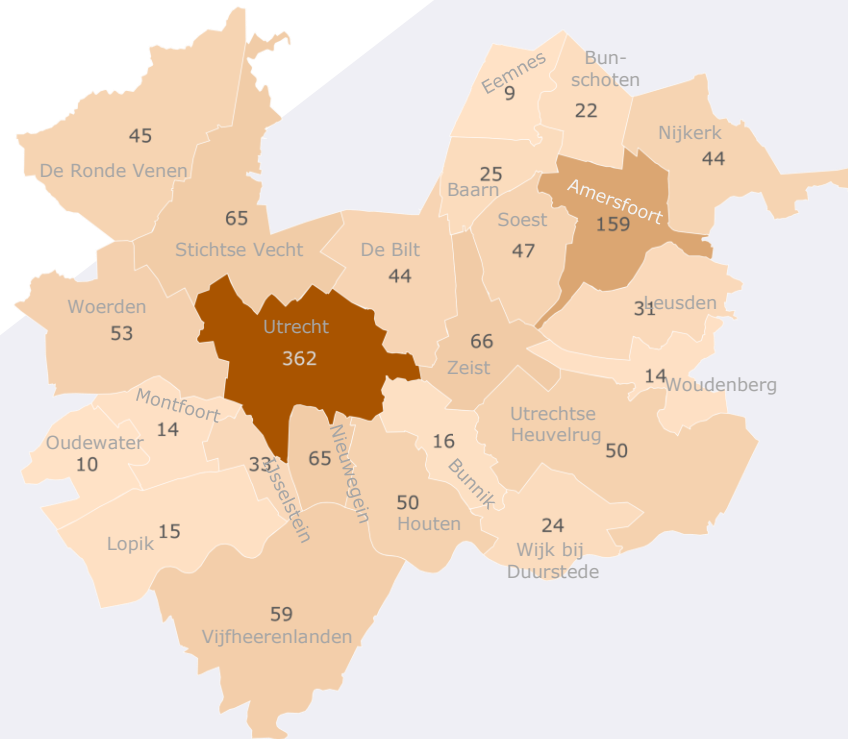 Eemnes
9
Bun-
schoten
22
Nijkerk
44
45
De Ronde Venen
25
Baarn
Amersfoort
159
65
Stichtse Vecht
Soest
47
De Bilt
44
Leusden
31
Woerden
53
Utrecht
362
66
Zeist
14
Woudenberg
Montfoort
14
Oudewater
10
33
IJsselstein
65
Nieuwegein
16
Bunnik
Utrechtse
Heuvelrug
50
50
Houten
24
Wijk bij
Duurstede
15
Lopik
59
Vijfheerenlanden